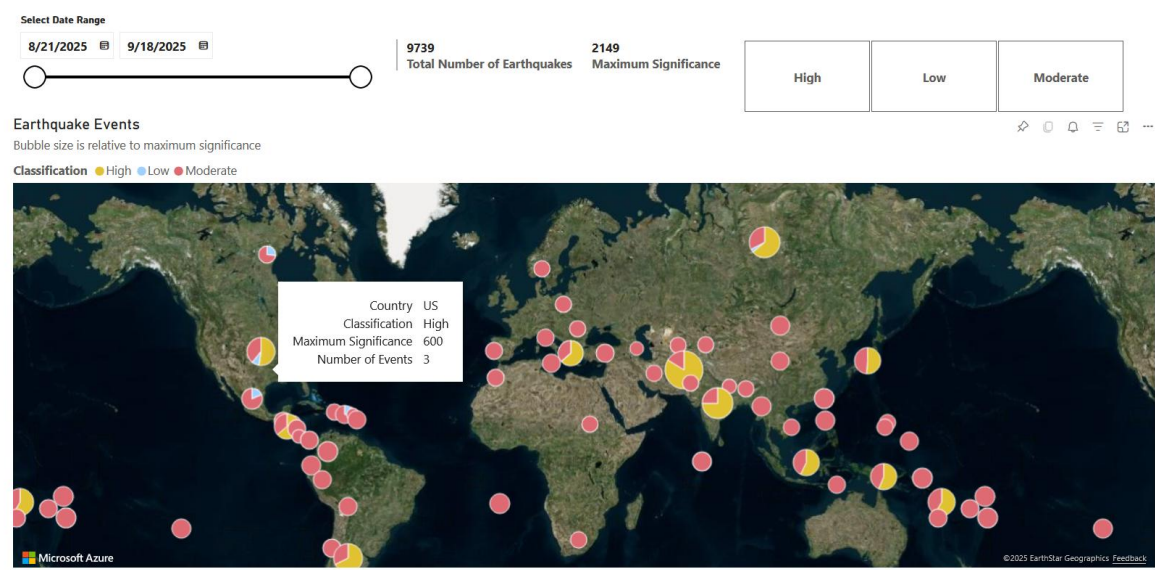 Select Date Range
8/21/2025 9/18/2025
9739 2149
Total Number of Earthquakes Maximum Significance
High Low Moderate
Earthquake Events
Bubble size is relative to maximum significance
Classification High Low Moderate
Country US
Classification High
Maximum Significance 600
Number of Events 3
Microsoft Azure
©2025 EarthStar Geographics Feedback